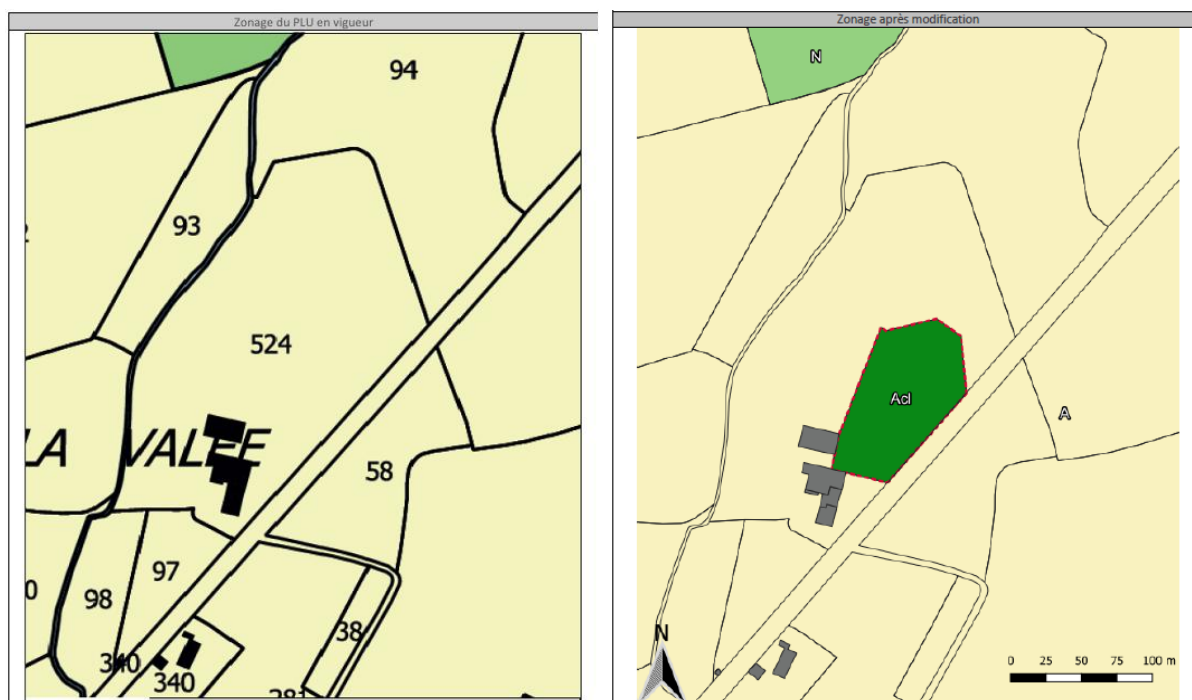 Zonage du PLU en vigueur
94
93
524
LA VALEE
58
97
98
38
340
340
Zonage après modification
N
Acl
A
N
0 25 50 75 100 m